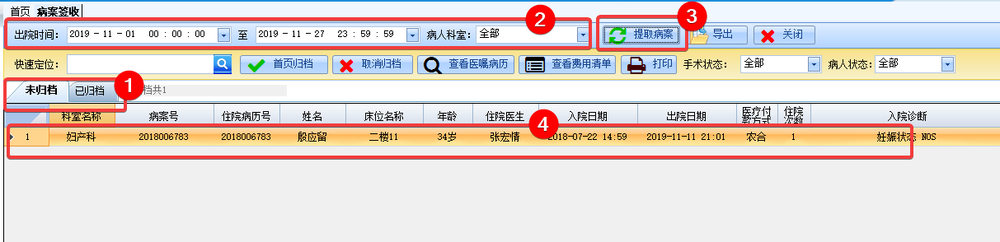 首页 病案签收
出院时间: 2019 - 11 - 01 00 : 00 : 00 至 2019 - 11 - 27 23 : 59 : 59 病人科室: 全部 2 提取病案 3 导出 关闭
快速定位: 首页归档 取消归档 查看医嘱病历 查看费用清单 打印 手术状态: 全部 病人状态: 全部
未归档 已归档 1 档共1
科室名称 病案号 住院病历号 姓名 床位名称 年龄 住院医生 入院日期 出院日期 医疗付款方式 住院次数 入院诊断
1 妇产科 2018006783 2018006783 殷应留 二楼11 34岁 张宏情 4 2018-07-22 14:59 2019-11-11 21:01 农合 1 妊娠状态 NOS